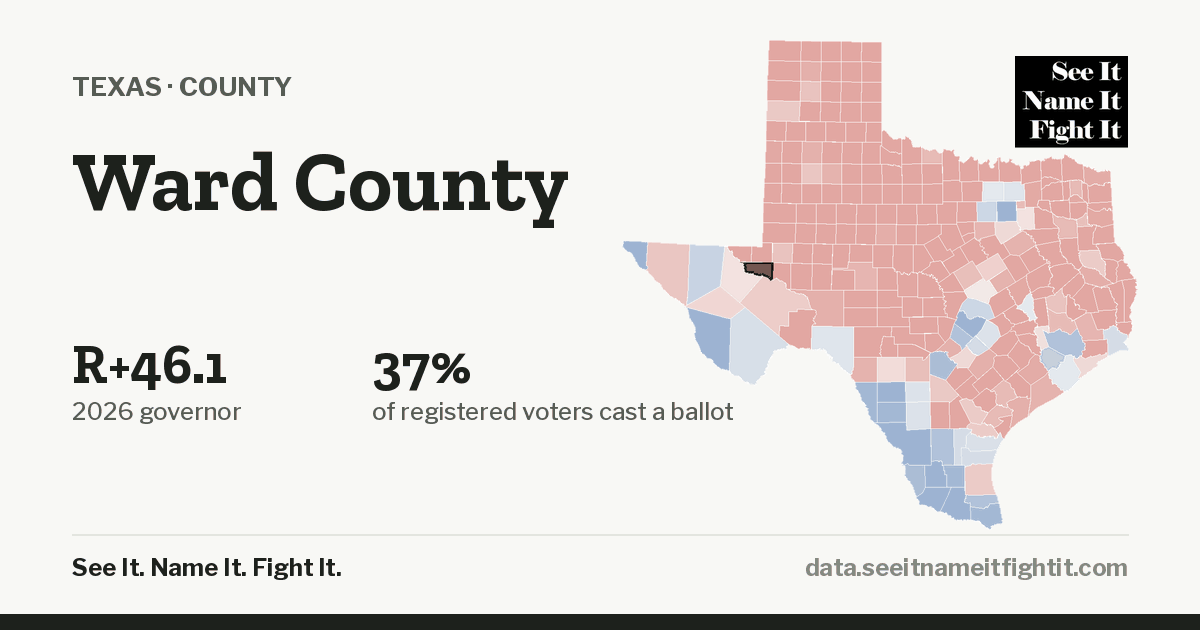 TEXAS · COUNTY
See It
Name It
Fight It
Ward County
R+46.1
2026 governor
37%
of registered voters cast a ballot
See It. Name It. Fight It.
data.seeitnameitfightit.com